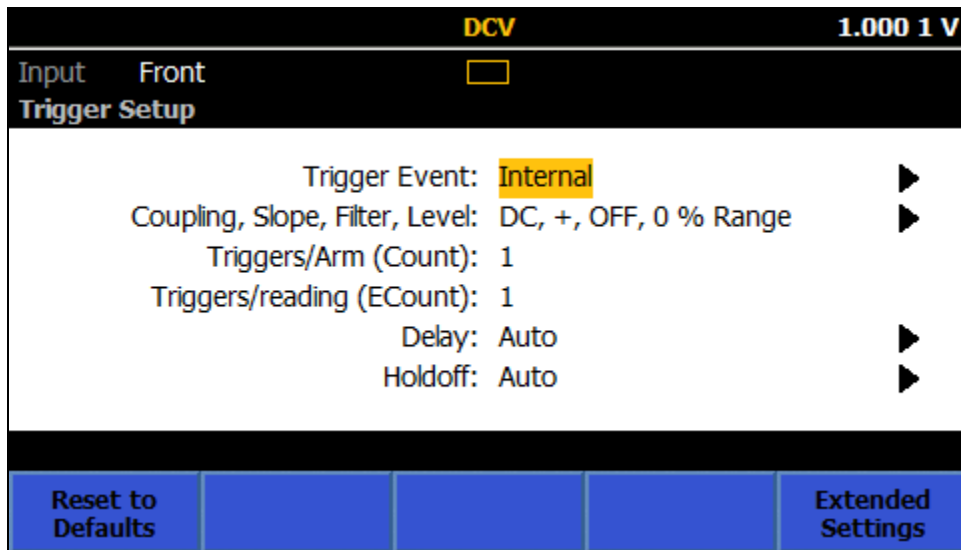 DCV 1.000 1 V
Input Front
Trigger Setup
Trigger Event: Internal
Coupling, Slope, Filter, Level: DC, +, OFF, 0 % Range
Triggers/Arm (Count): 1
Triggers/reading (ECount): 1
Delay: Auto
Holdoff: Auto
Reset to
Defaults
Extended
Settings